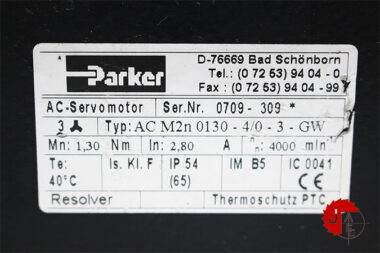 Parker
D-76669 Bad Schönborn
Tel.: (0 72 53) 94 04 - 0
Fax : (0 72 53) 94 04 - 99
AC-Servomotor Ser.Nr. 0709 - 309 *
3 Typ: AC M2n 0130 - 4/0 - 3 - GW
Mn: 1,30 Nm In: 2,80 A n: 4000 min⁻¹
Te: Is. Kl. F IP 54 IM B5 IC 0041
40°C (65) CE
Resolver Thermoschutz PTC